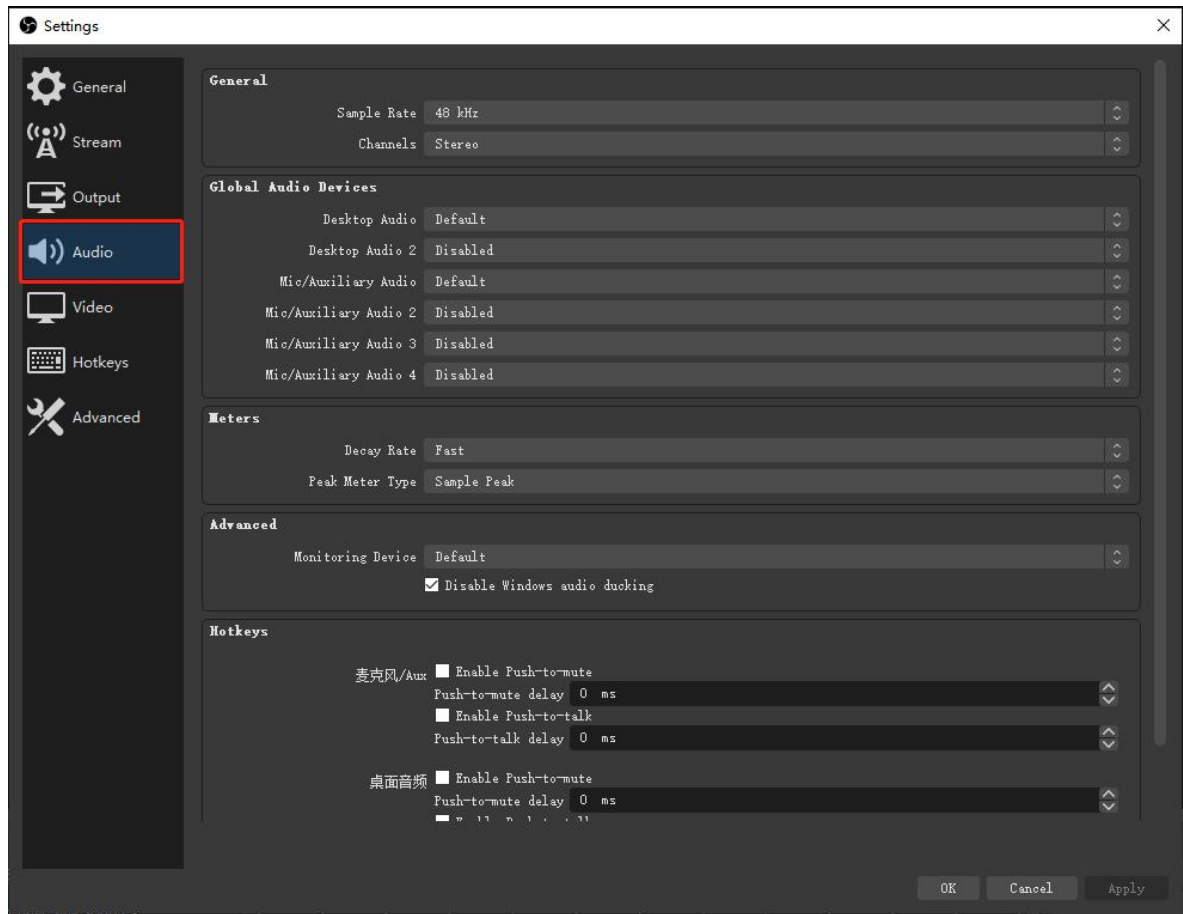 Settings
General
Stream
Output
Audio
Video
Hotkeys
Advanced
General
Sample Rate 48 kHz
Channels Stereo
Global Audio Devices
Desktop Audio Default
Desktop Audio 2 Disabled
Mic/Auxiliary Audio Default
Mic/Auxiliary Audio 2 Disabled
Mic/Auxiliary Audio 3 Disabled
Mic/Auxiliary Audio 4 Disabled
Meters
Decay Rate Fast
Peak Meter Type Sample Peak
Advanced
Monitoring Device Default
Disable Windows audio ducking
Hotkeys
麦克风/Aux Enable Push-to-mute
Push-to-mute delay 0 ms
Enable Push-to-talk
Push-to-talk delay 0 ms
桌面音频 Enable Push-to-mute
Push-to-mute delay 0 ms
OK Cancel Apply